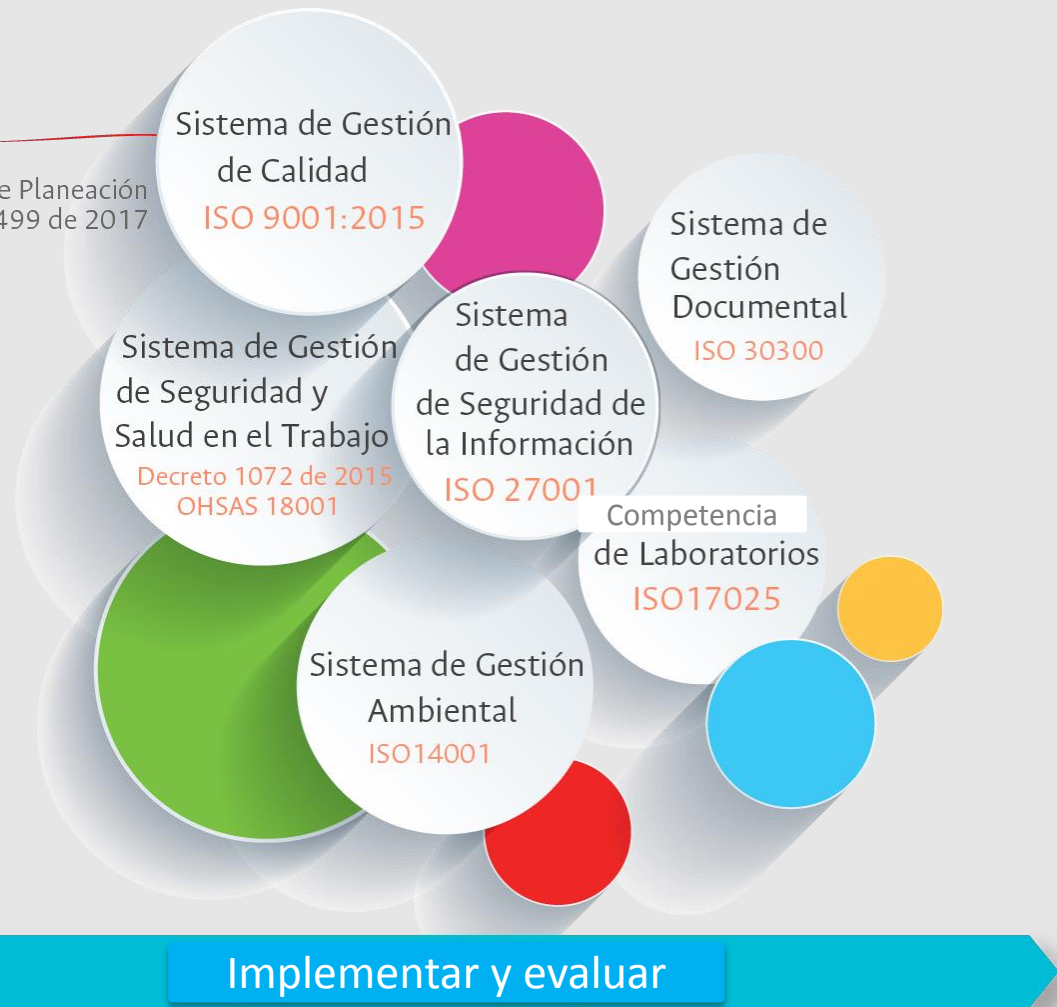 Sistema de Gestión
de Calidad
ISO 9001:2015
e Planeación
499 de 2017
Sistema de
Gestión
Documental
ISO 30300
Sistema de Gestión
de Seguridad y
Salud en el Trabajo
Decreto 1072 de 2015
OHSAS 18001
Sistema
de Gestión
de Seguridad de
la Información
ISO 27001
Competencia
de Laboratorios
ISO17025
Sistema de Gestión
Ambiental
ISO14001
Implementar y evaluar